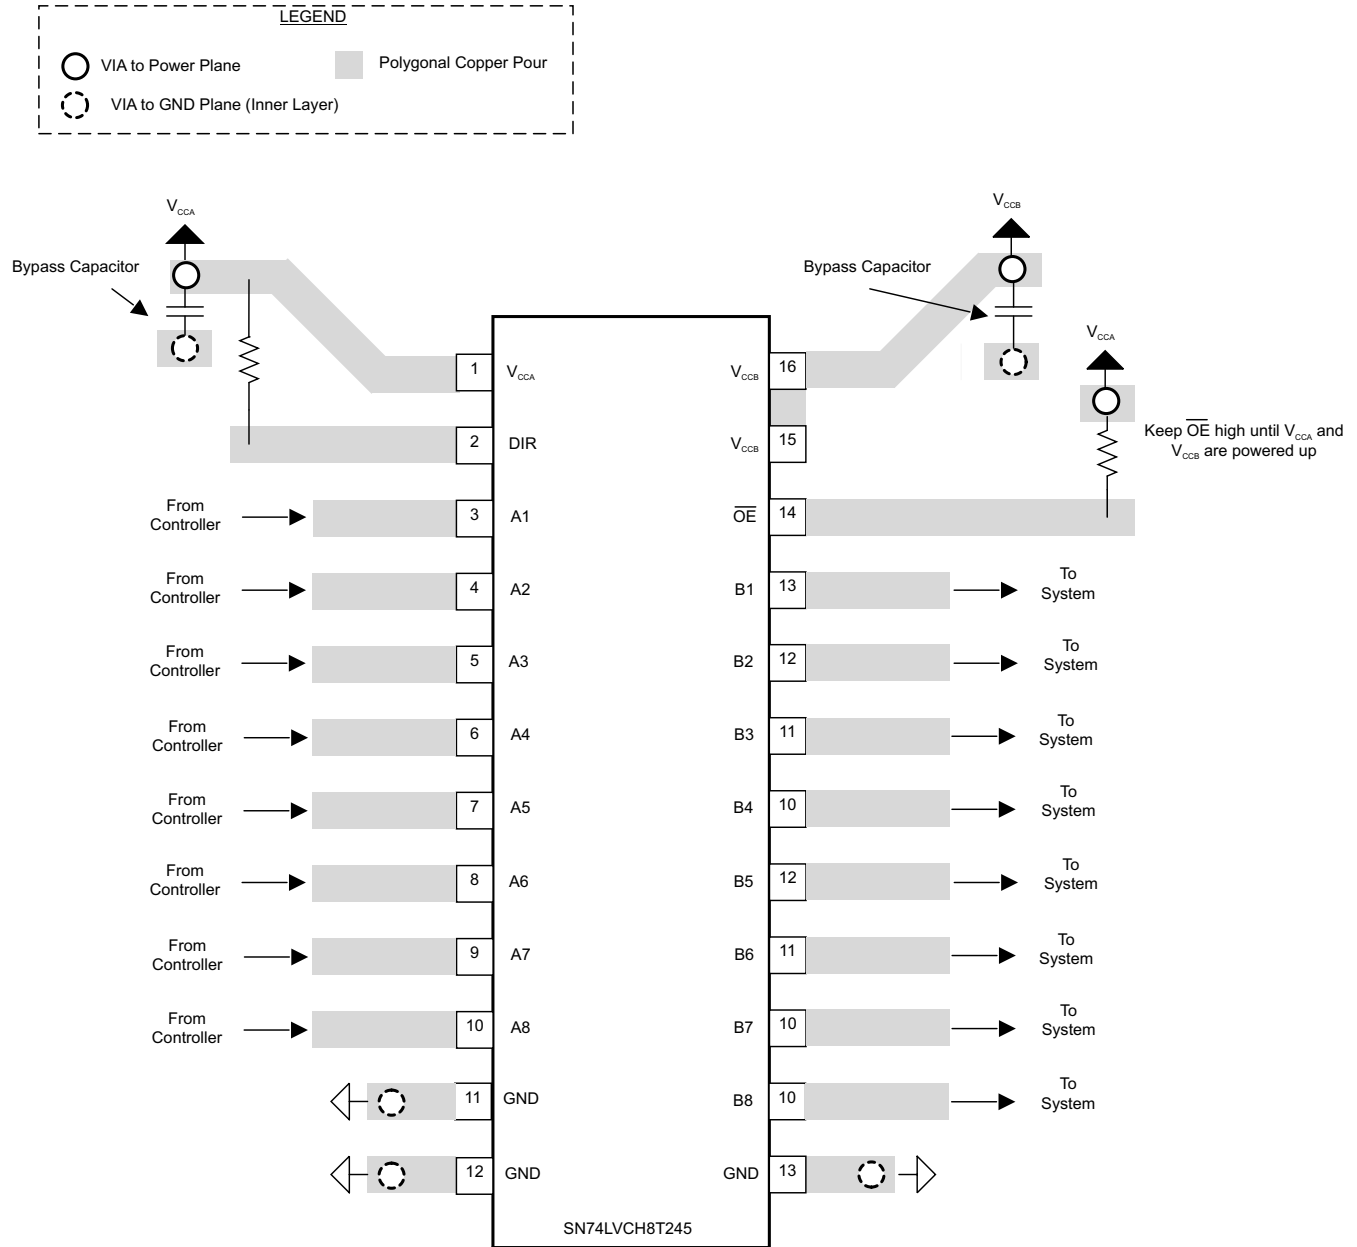 LEGEND
VIA to Power Plane
Polygonal Copper Pour
VIA to GND Plane (Inner Layer)
VCCA
VCCB
Bypass Capacitor
Bypass Capacitor
VCCA
1 VCCA
VCCB 16
2 DIR
VCCB 15
Keep OE high until VCCA and
VCCB are powered up
From
Controller
3 A1
OE 14
From
Controller
4 A2
B1 13
To
System
From
Controller
5 A3
B2 12
To
System
From
Controller
6 A4
B3 11
To
System
From
Controller
7 A5
B4 10
To
System
From
Controller
8 A6
B5 12
To
System
From
Controller
9 A7
B6 11
To
System
From
Controller
10 A8
B7 10
To
System
11 GND
B8 10
To
System
12 GND
GND 13
SN74LVCH8T245